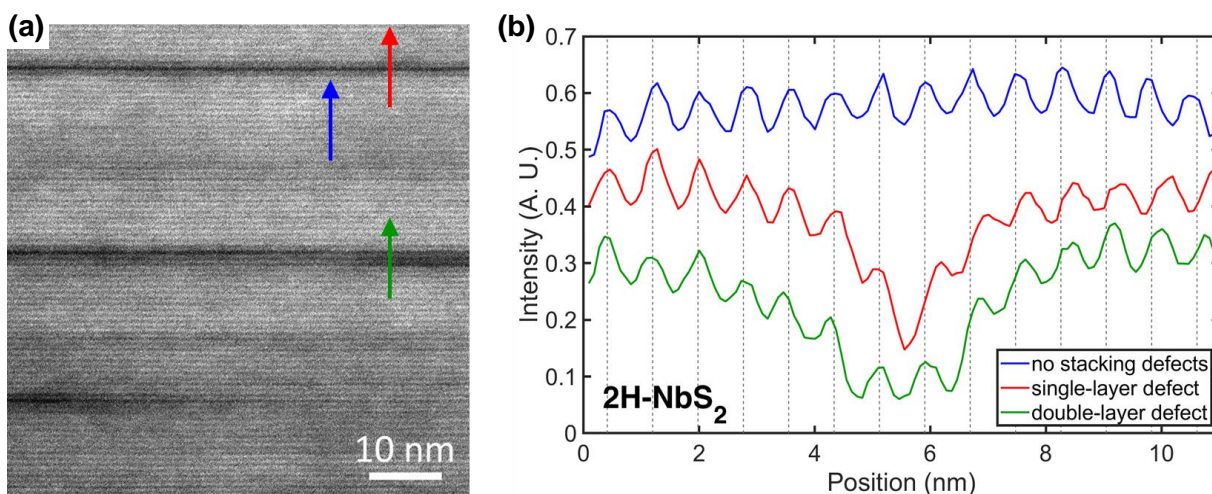 (a)
10 nm
(b)
0.7
0.6
0.5
0.4
0.3
0.2
0.1
0
Intensity (A. U.)
2H-NbS₂
no stacking defects
single-layer defect
double-layer defect
0 2 4 6 8 10
Position (nm)